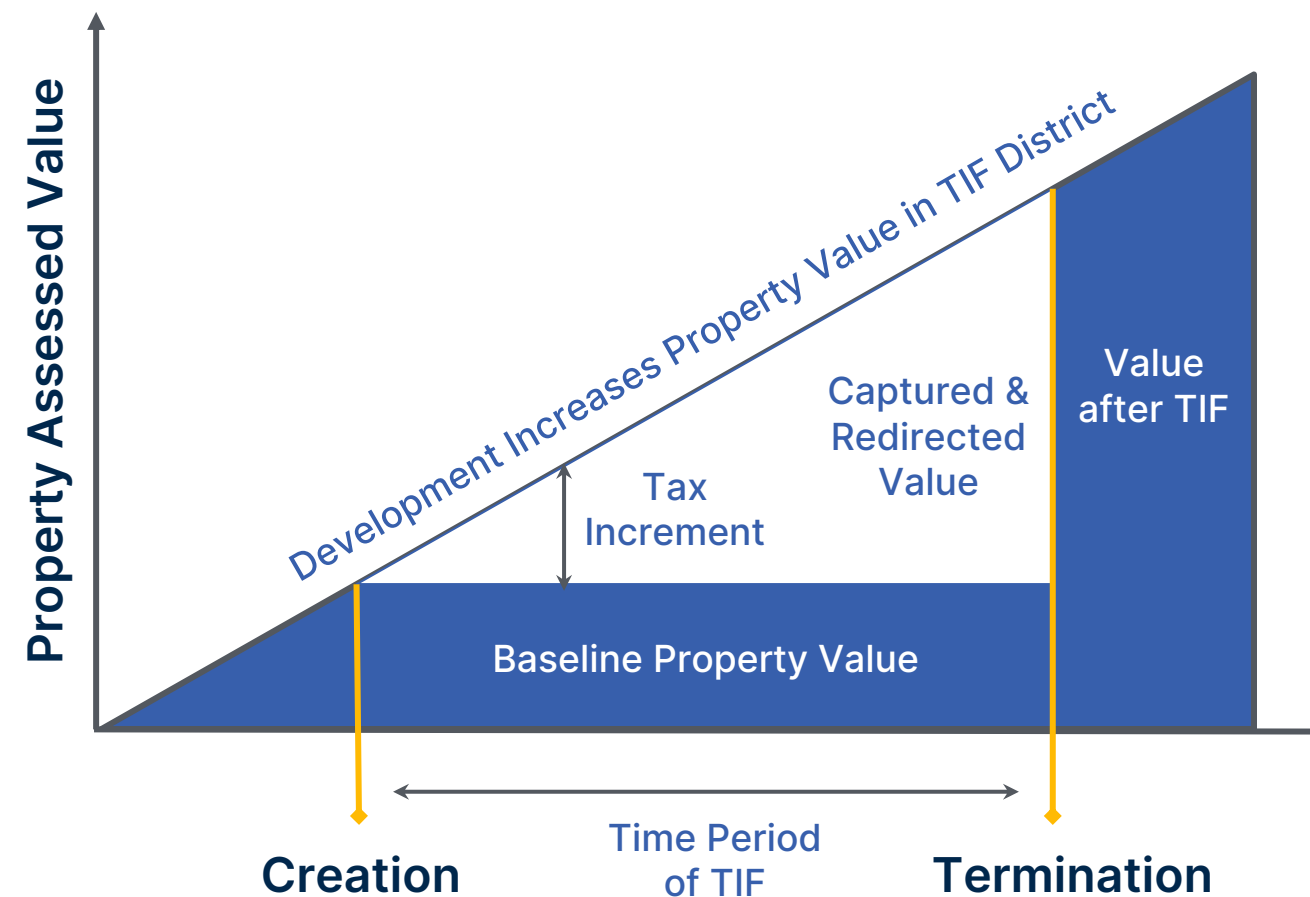 Property Assessed Value
Development Increases Property Value in TIF District
Value
after TIF
Captured &
Redirected
Value
Tax
Increment
Baseline Property Value
Time Period
of TIF
Creation
Termination